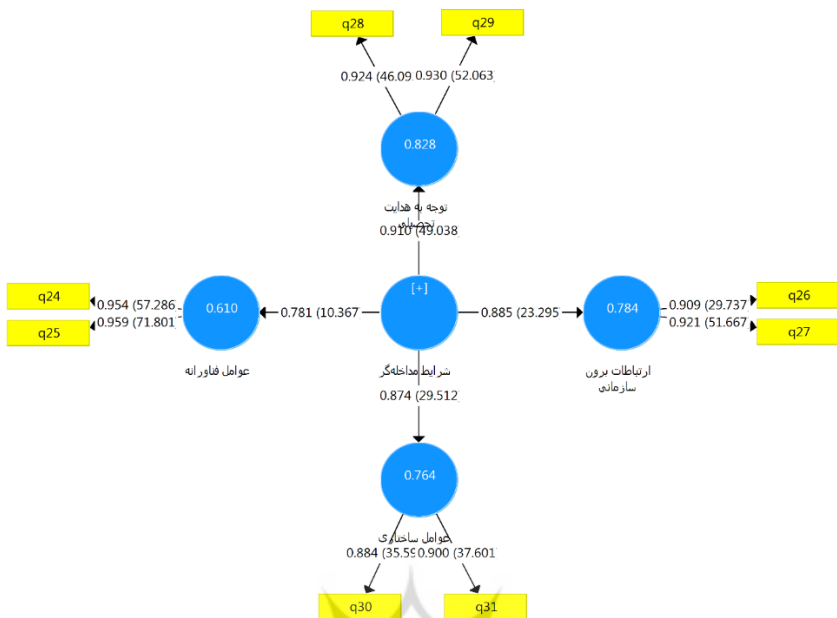 q28
q29
0.924 (46.09
0.930 (52.063)
0.828
توجه به هدایت
تحصیلی
0.910 (49.038
q24
q25
0.954 (57.286
0.959 (71.801)
0.610
0.781 (10.367
[+]
0.885 (23.295
0.784
0.909 (29.737
0.921 (51.667
q26
q27
عوامل فناورانه
شرایط مداخله‌گر
ارتباطات برون
سازمانی
0.874 (29.512
0.764
عوامل ساختاری
0.884 (35.59
0.900 (37.601
q30
q31